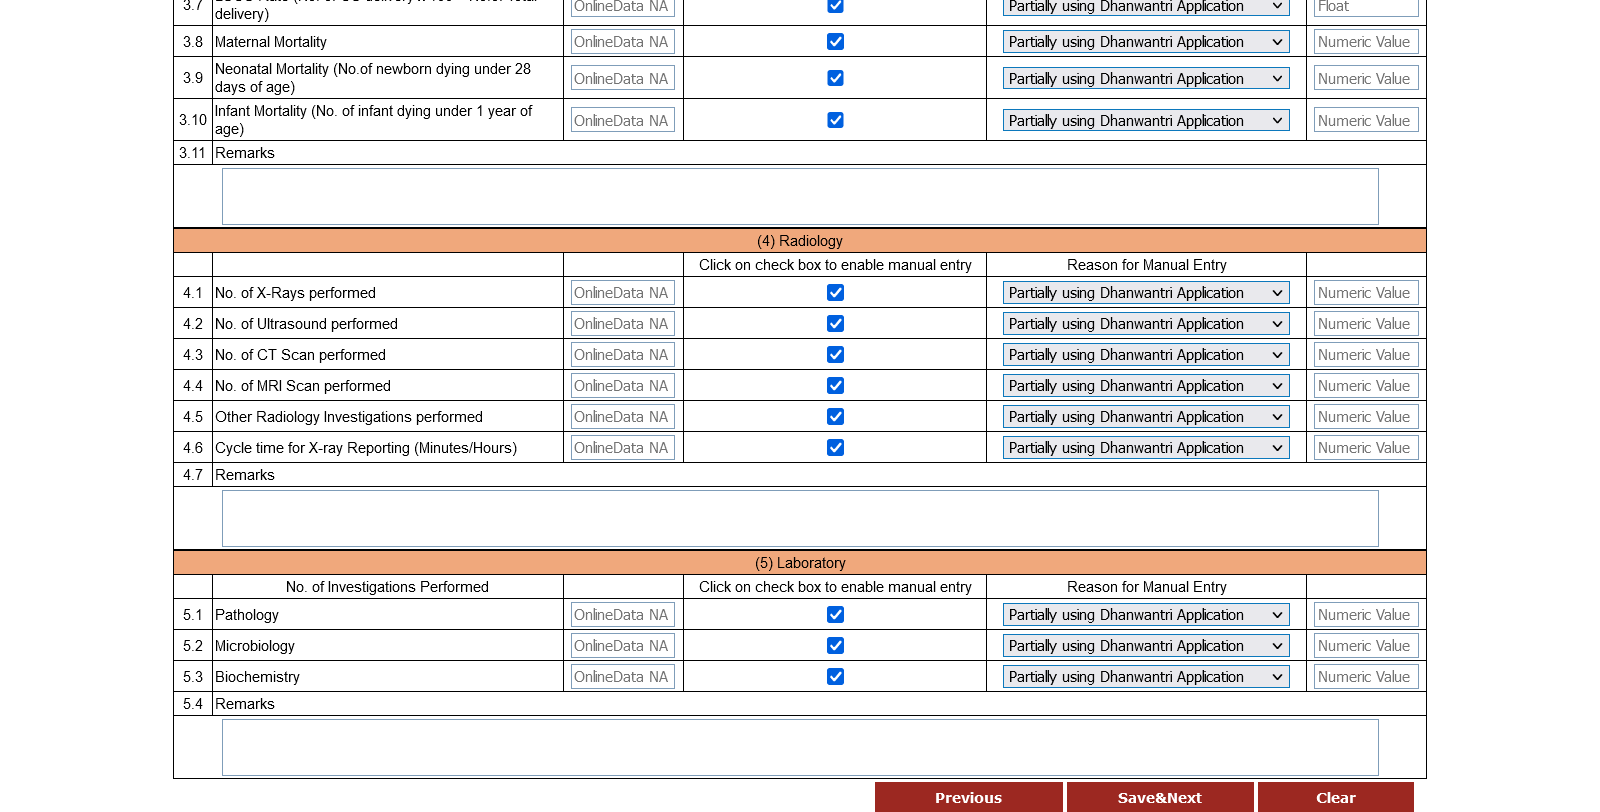 3.7 delivery) OnlineData NA Partially using Dhanwantri Application Float
3.8 Maternal Mortality OnlineData NA Partially using Dhanwantri Application Numeric Value
3.9 Neonatal Mortality (No.of newborn dying under 28
days of age) OnlineData NA Partially using Dhanwantri Application Numeric Value
3.10 Infant Mortality (No. of infant dying under 1 year of
age) OnlineData NA Partially using Dhanwantri Application Numeric Value
3.11 Remarks
(4) Radiology
Click on check box to enable manual entry Reason for Manual Entry
4.1 No. of X-Rays performed OnlineData NA Partially using Dhanwantri Application Numeric Value
4.2 No. of Ultrasound performed OnlineData NA Partially using Dhanwantri Application Numeric Value
4.3 No. of CT Scan performed OnlineData NA Partially using Dhanwantri Application Numeric Value
4.4 No. of MRI Scan performed OnlineData NA Partially using Dhanwantri Application Numeric Value
4.5 Other Radiology Investigations performed OnlineData NA Partially using Dhanwantri Application Numeric Value
4.6 Cycle time for X-ray Reporting (Minutes/Hours) OnlineData NA Partially using Dhanwantri Application Numeric Value
4.7 Remarks
(5) Laboratory
No. of Investigations Performed Click on check box to enable manual entry Reason for Manual Entry
5.1 Pathology OnlineData NA Partially using Dhanwantri Application Numeric Value
5.2 Microbiology OnlineData NA Partially using Dhanwantri Application Numeric Value
5.3 Biochemistry OnlineData NA Partially using Dhanwantri Application Numeric Value
5.4 Remarks
Previous Save&Next Clear